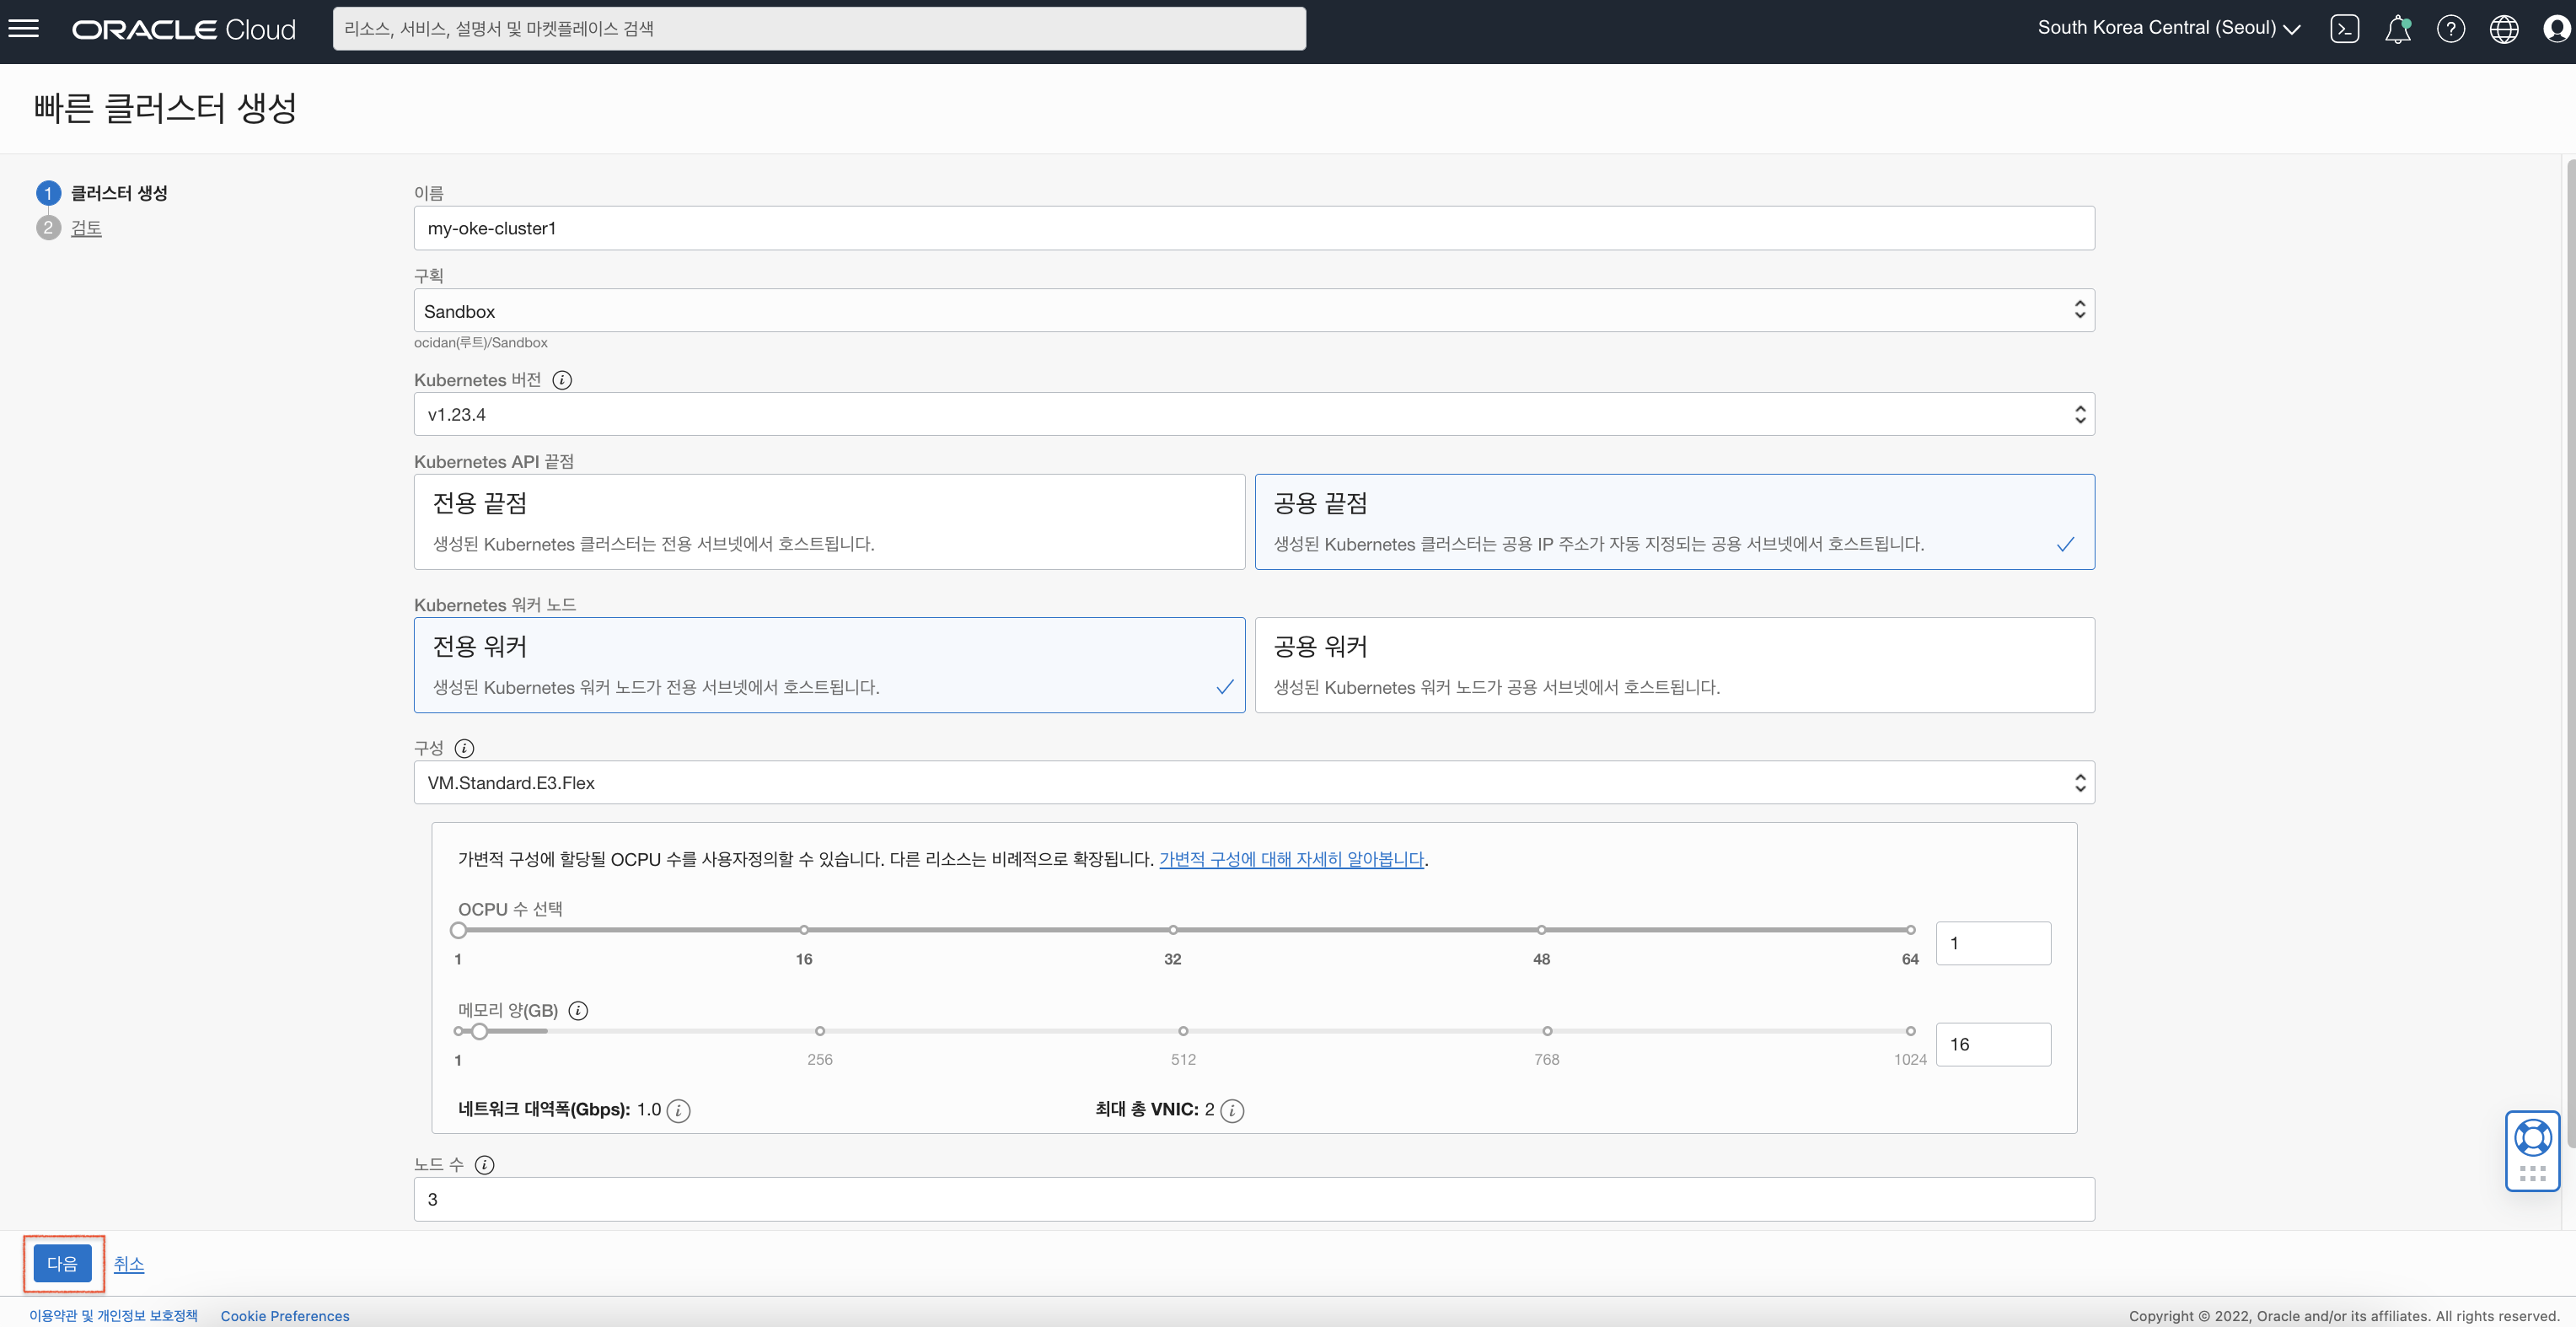 ORACLE Cloud
리소스, 서비스, 설명서 및 마켓플레이스 검색
South Korea Central (Seoul)
빠른 클러스터 생성
1 클러스터 생성
2 검토
이름
my-oke-cluster1
구획
Sandbox
ocidan(루트)/Sandbox
Kubernetes 버전
v1.23.4
Kubernetes API 끝점
전용 끝점
생성된 Kubernetes 클러스터는 전용 서브넷에서 호스트됩니다.
공용 끝점
생성된 Kubernetes 클러스터는 공용 IP 주소가 자동 지정되는 공용 서브넷에서 호스트됩니다.
Kubernetes 워커 노드
전용 워커
생성된 Kubernetes 워커 노드가 전용 서브넷에서 호스트됩니다.
공용 워커
생성된 Kubernetes 워커 노드가 공용 서브넷에서 호스트됩니다.
구성
VM.Standard.E3.Flex
가변적 구성에 할당될 OCPU 수를 사용자정의할 수 있습니다. 다른 리소스는 비례적으로 확장됩니다. 가변적 구성에 대해 자세히 알아봅니다.
OCPU 수 선택
1 16 32 48 64
1
메모리 양(GB)
1 256 512 768 1024
16
네트워크 대역폭(Gbps): 1.0
최대 총 VNIC: 2
노드 수
3
다음 취소
이용약관 및 개인정보 보호정책 Cookie Preferences
Copyright © 2022, Oracle and/or its affiliates. All rights reserved.